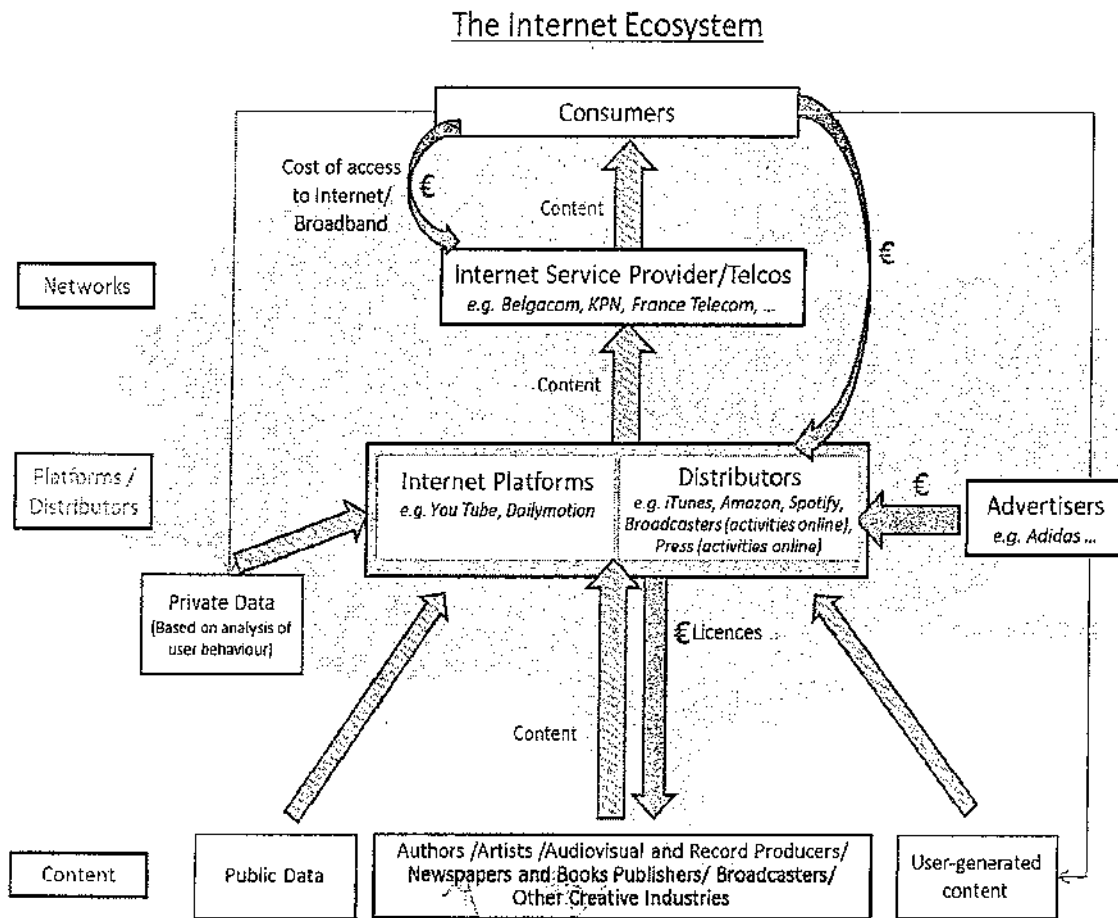 The Internet Ecosystem
Consumers
Cost of access
to Internet/
Broadband
€
Content
€
Networks
Internet Service Provider/Telcos
e.g. Belgacom, KPN, France Telecom, ...
Content
Platforms /
Distributors
Internet Platforms
e.g. You Tube, Dailymotion
Distributors
e.g. iTunes, Amazon, Spotify,
Broadcasters (activities online),
Press (activities online)
€
Advertisers
e.g. Adidas ...
Private Data
(Based on analysis of
user behaviour)
€ Licences
Content
Content
Public Data
Authors /Artists /Audiovisual and Record Producers/
Newspapers and Books Publishers/ Broadcasters/
Other Creative Industries
User-generated
content